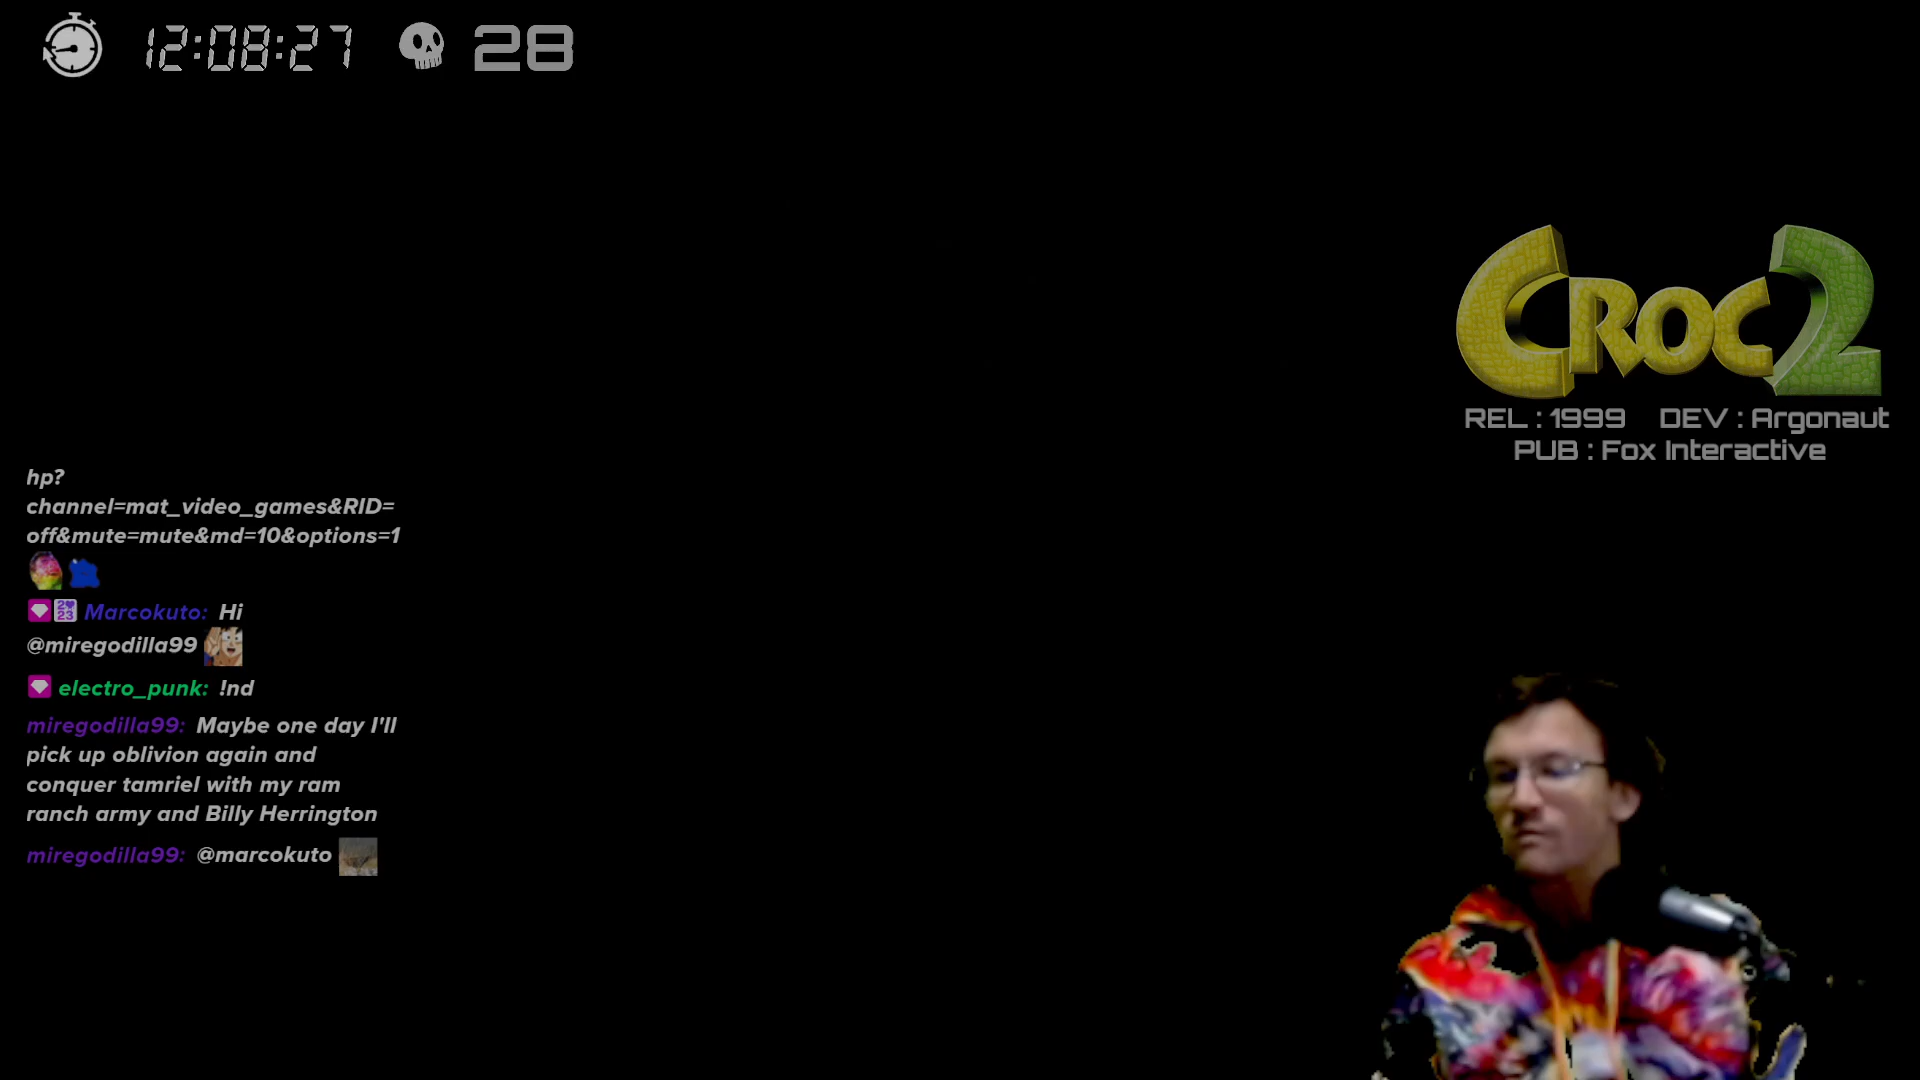 12:08:27 28
CROC2
REL : 1999 DEV : Argonaut
PUB : Fox Interactive
hp?
channel=mat_video_games&RID=
off&mute=mute&md=10&options=1
2023 Marcokuto: Hi
@miregodilla99
electro_punk: !nd
miregodilla99: Maybe one day I'll
pick up oblivion again and
conquer tamriel with my ram
ranch army and Billy Herrington
miregodilla99: @marcokuto